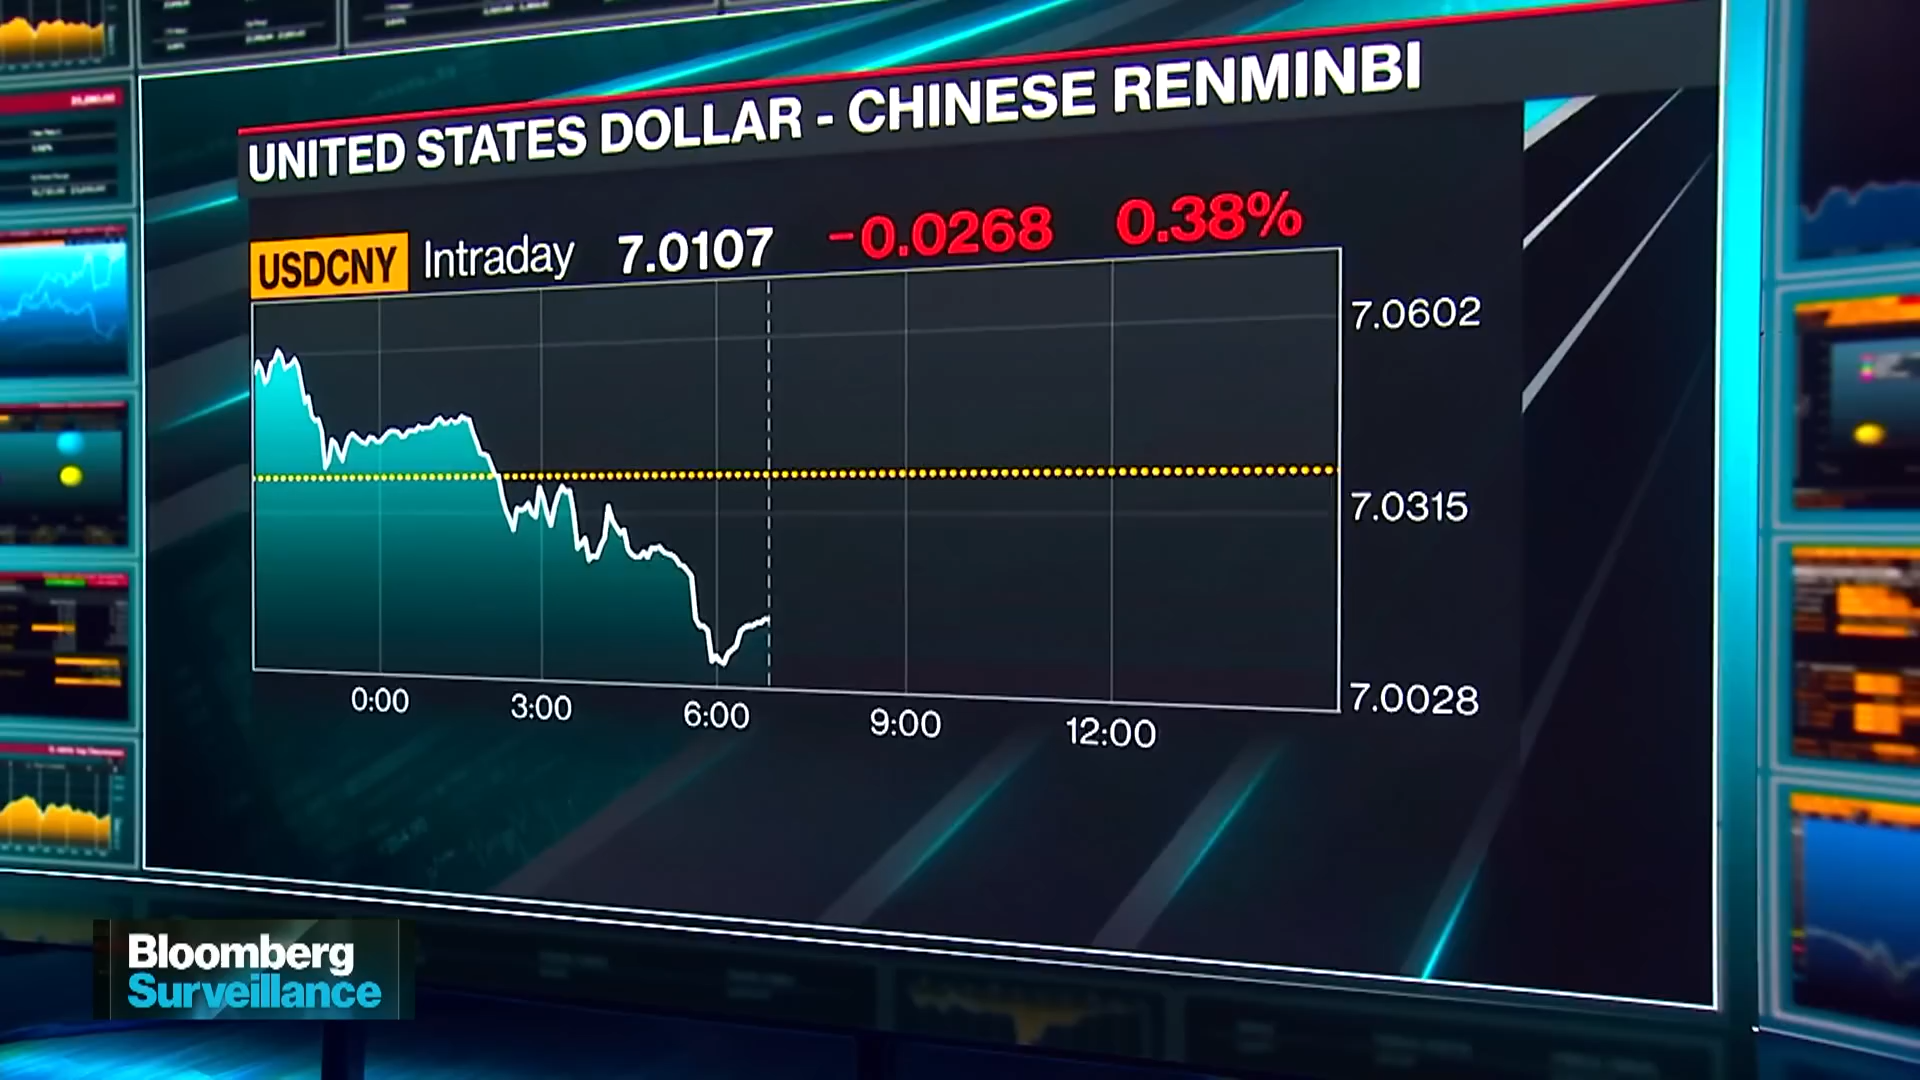 UNITED STATES DOLLAR - CHINESE RENMINBI
USDCNY Intraday 7.0107 -0.0268 0.38%
7.0602
7.0315
7.0028
0:00 3:00 6:00 9:00 12:00
Bloomberg
Surveillance